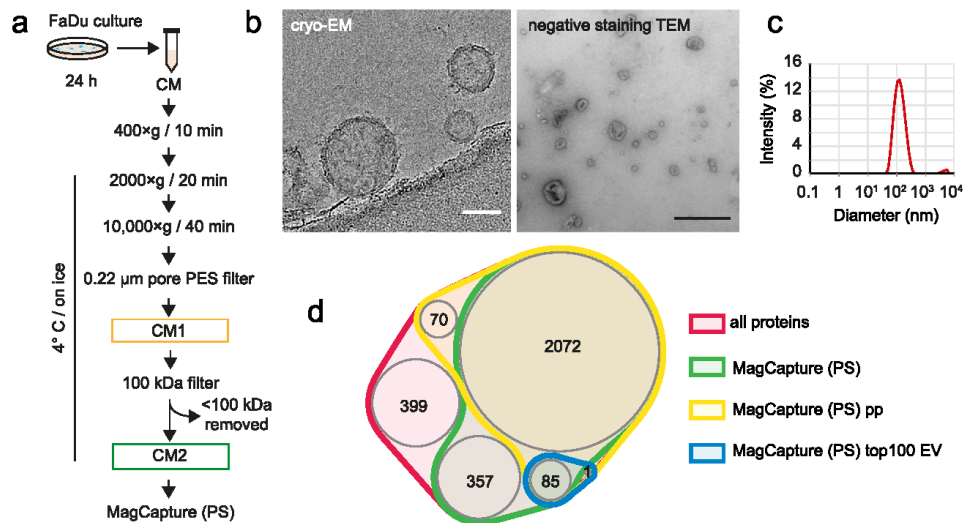 a
FaDu culture
24 h
CM
400×g / 10 min
2000×g / 20 min
10,000×g / 40 min
0.22 µm pore PES filter
CM1
100 kDa filter
<100 kDa
removed
CM2
MagCapture (PS)
4° C / on ice
b
cryo-EM
negative staining TEM
c
Intensity (%)
16
12
8
4
0
0.1 1 10¹ 10² 10³ 10⁴
Diameter (nm)
d
70
2072
399
357
85
1
all proteins
MagCapture (PS)
MagCapture (PS) pp
MagCapture (PS) top100 EV